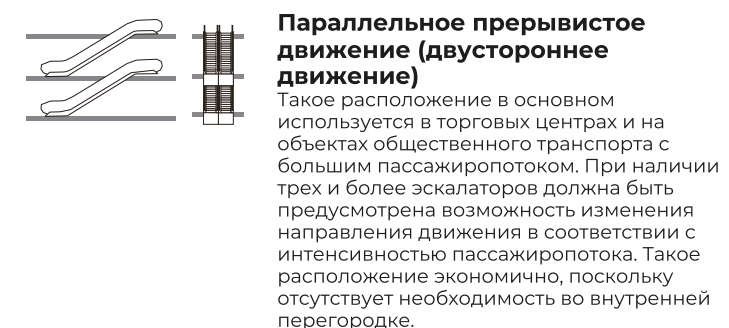 Параллельное прерывистое
движение (двустороннее
движение)
Такое расположение в основном
используется в торговых центрах и на
объектах общественного транспорта с
большим пассажиропотоком. При наличии
трех и более эскалаторов должна быть
предусмотрена возможность изменения
направления движения в соответствии с
интенсивностью пассажиропотока. Такое
расположение экономично, поскольку
отсутствует необходимость во внутренней
перегородке.